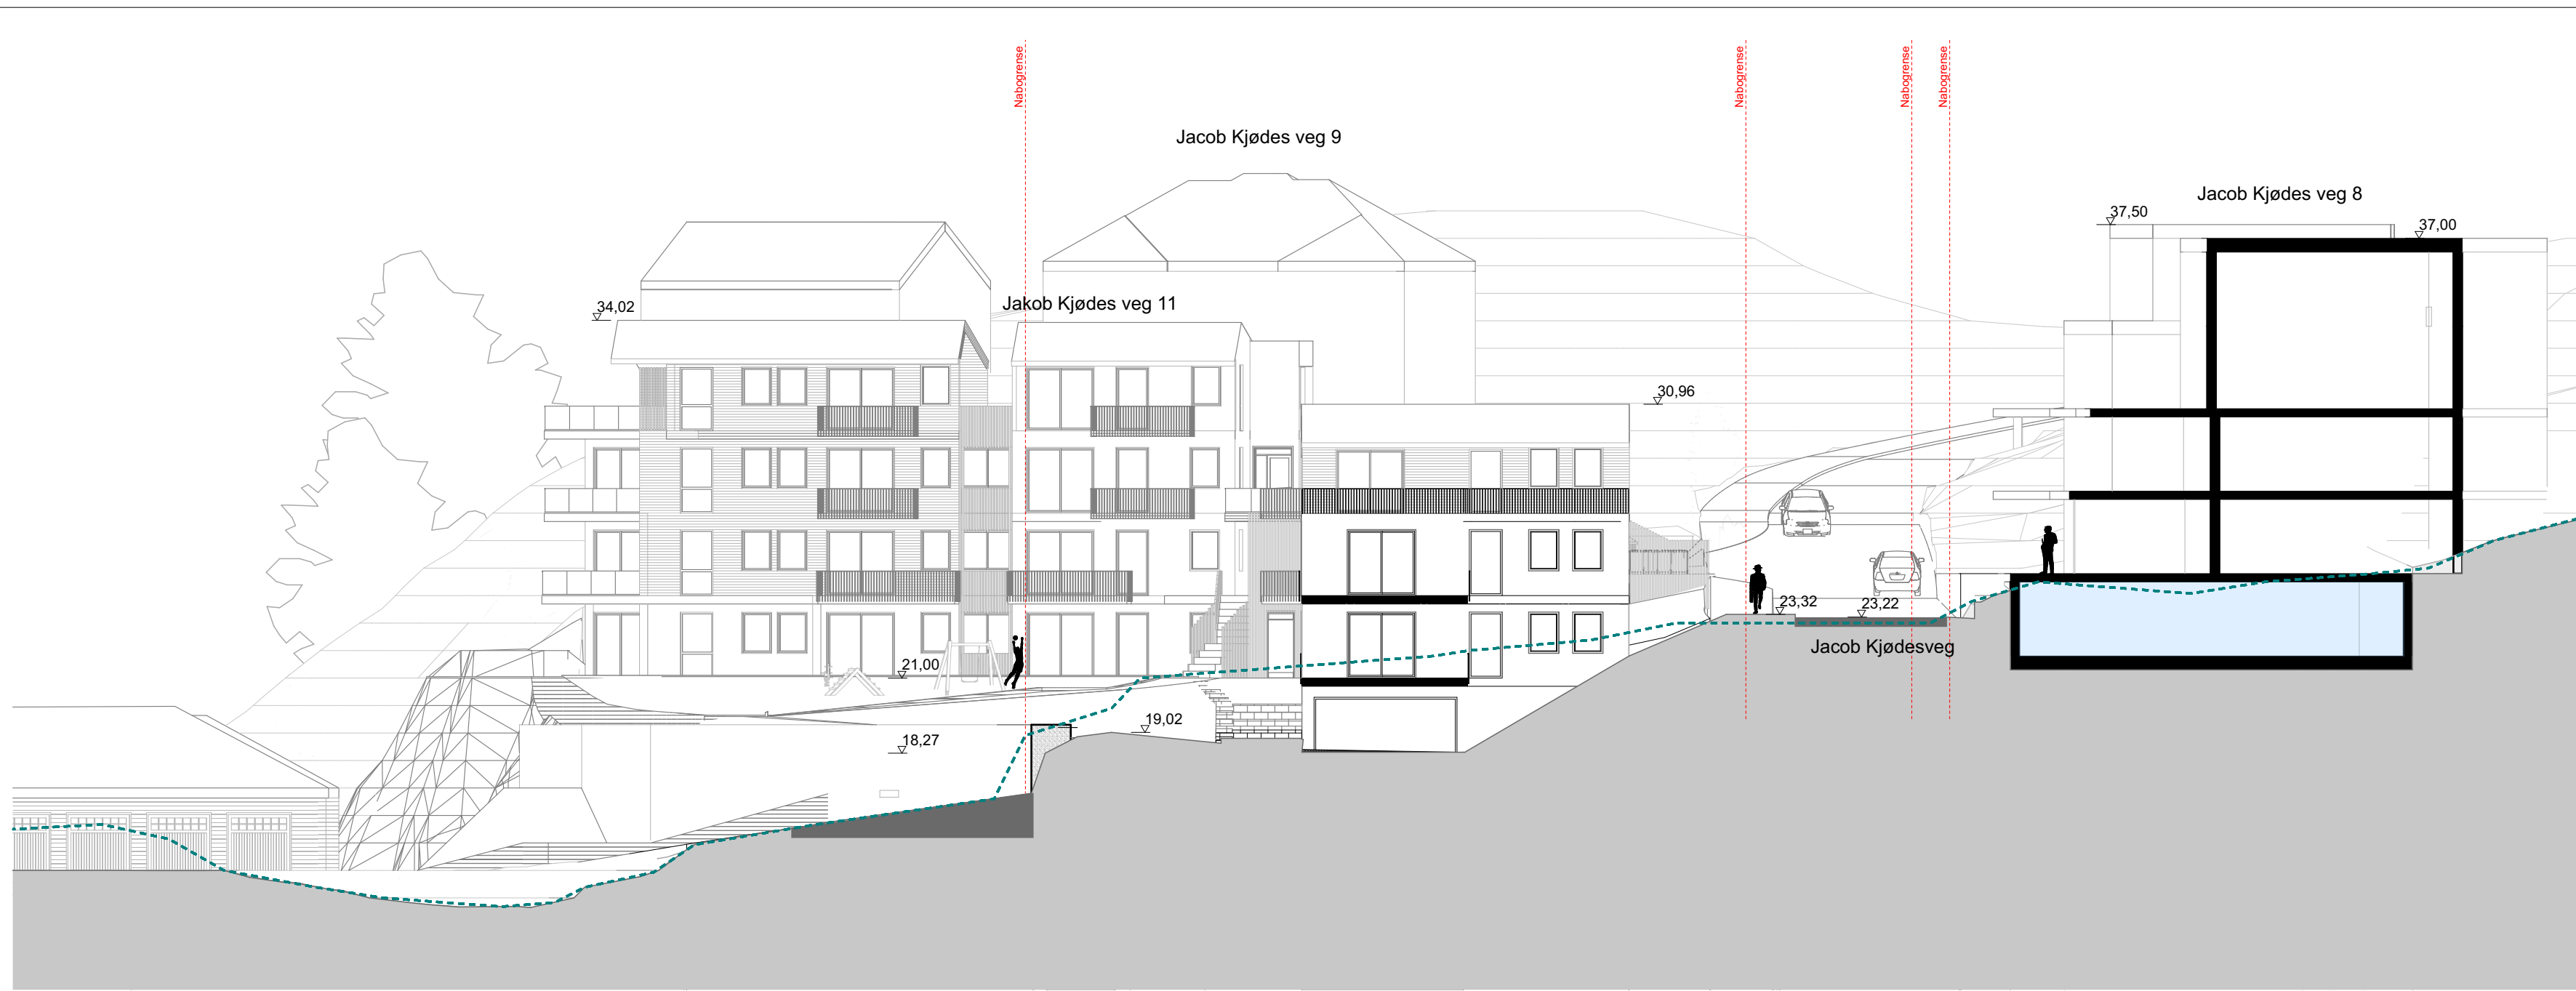 Nabogrense
Nabogrense
Nabogrense
Nabogrense
Jacob Kjødes veg 9
Jacob Kjødes veg 8
37,50
37,00
Jakob Kjødes veg 11
34,02
30,96
23,32
23,22
Jacob Kjødesveg
21,00
19,02
18,27